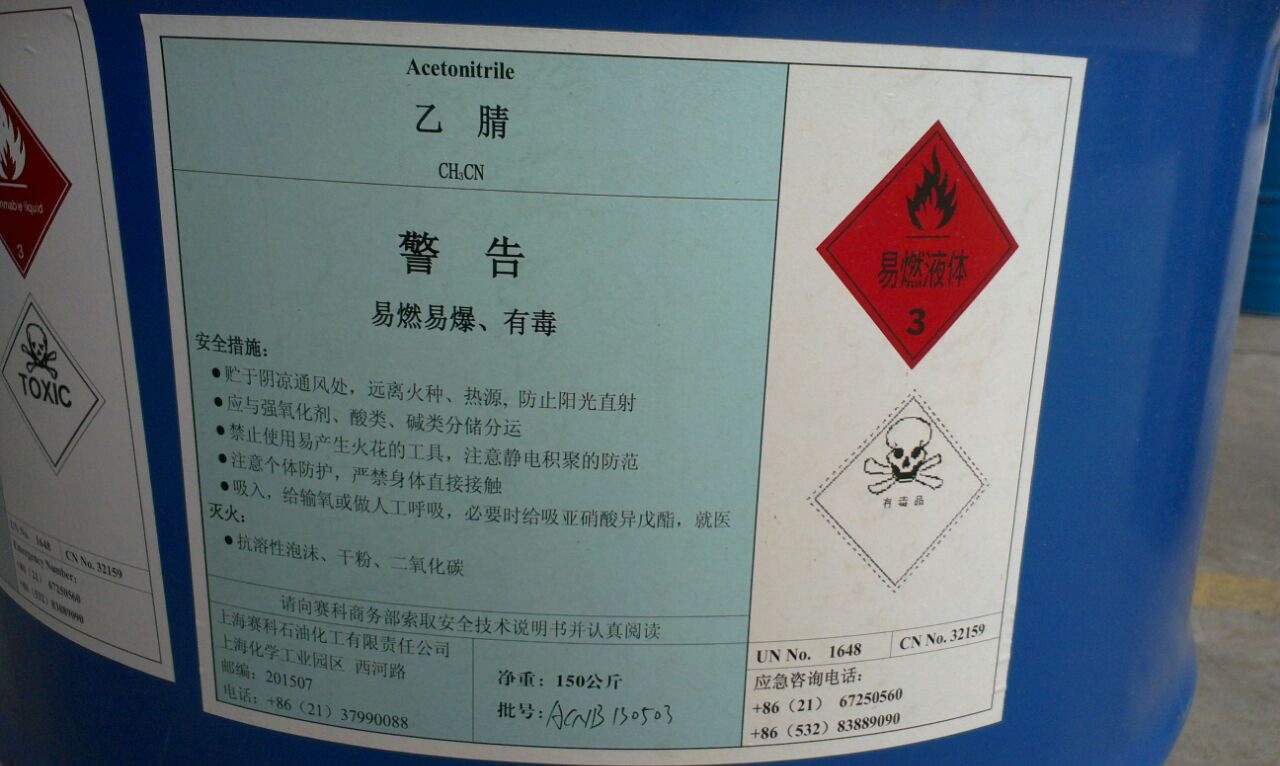 Acetonitrile
乙 腈
CH₃CN
警 告
易燃易爆、有毒
安全措施:
●贮于阴凉通风处，远离火种、热源, 防止阳光直射
●应与强氧化剂、酸类、碱类分储分运
●禁止使用易产生火花的工具，注意静电积聚的防范
●注意个体防护，严禁身体直接接触
●吸入，给输氧或做人工呼吸，必要时给吸亚硝酸异戊酯，就医
灭火:
●抗溶性泡沫、干粉、二氧化碳
请向赛科商务部索取安全技术说明书并认真阅读
上海赛科石油化工有限责任公司
上海化学工业园区 西河路
邮编: 201507
电话: +86（21）37990088
净重: 150公斤
批号: ACNB 130503
易燃液体
3
有毒品
UN No. 1648
CN No. 32159
应急咨询电话:
+86（21） 67250560
+86（532）83889090
liquid
3
TOXIC
UN No. 1648
CN No. 32159
Emergency Number:
+86（21） 67250560
+86（532）83889090